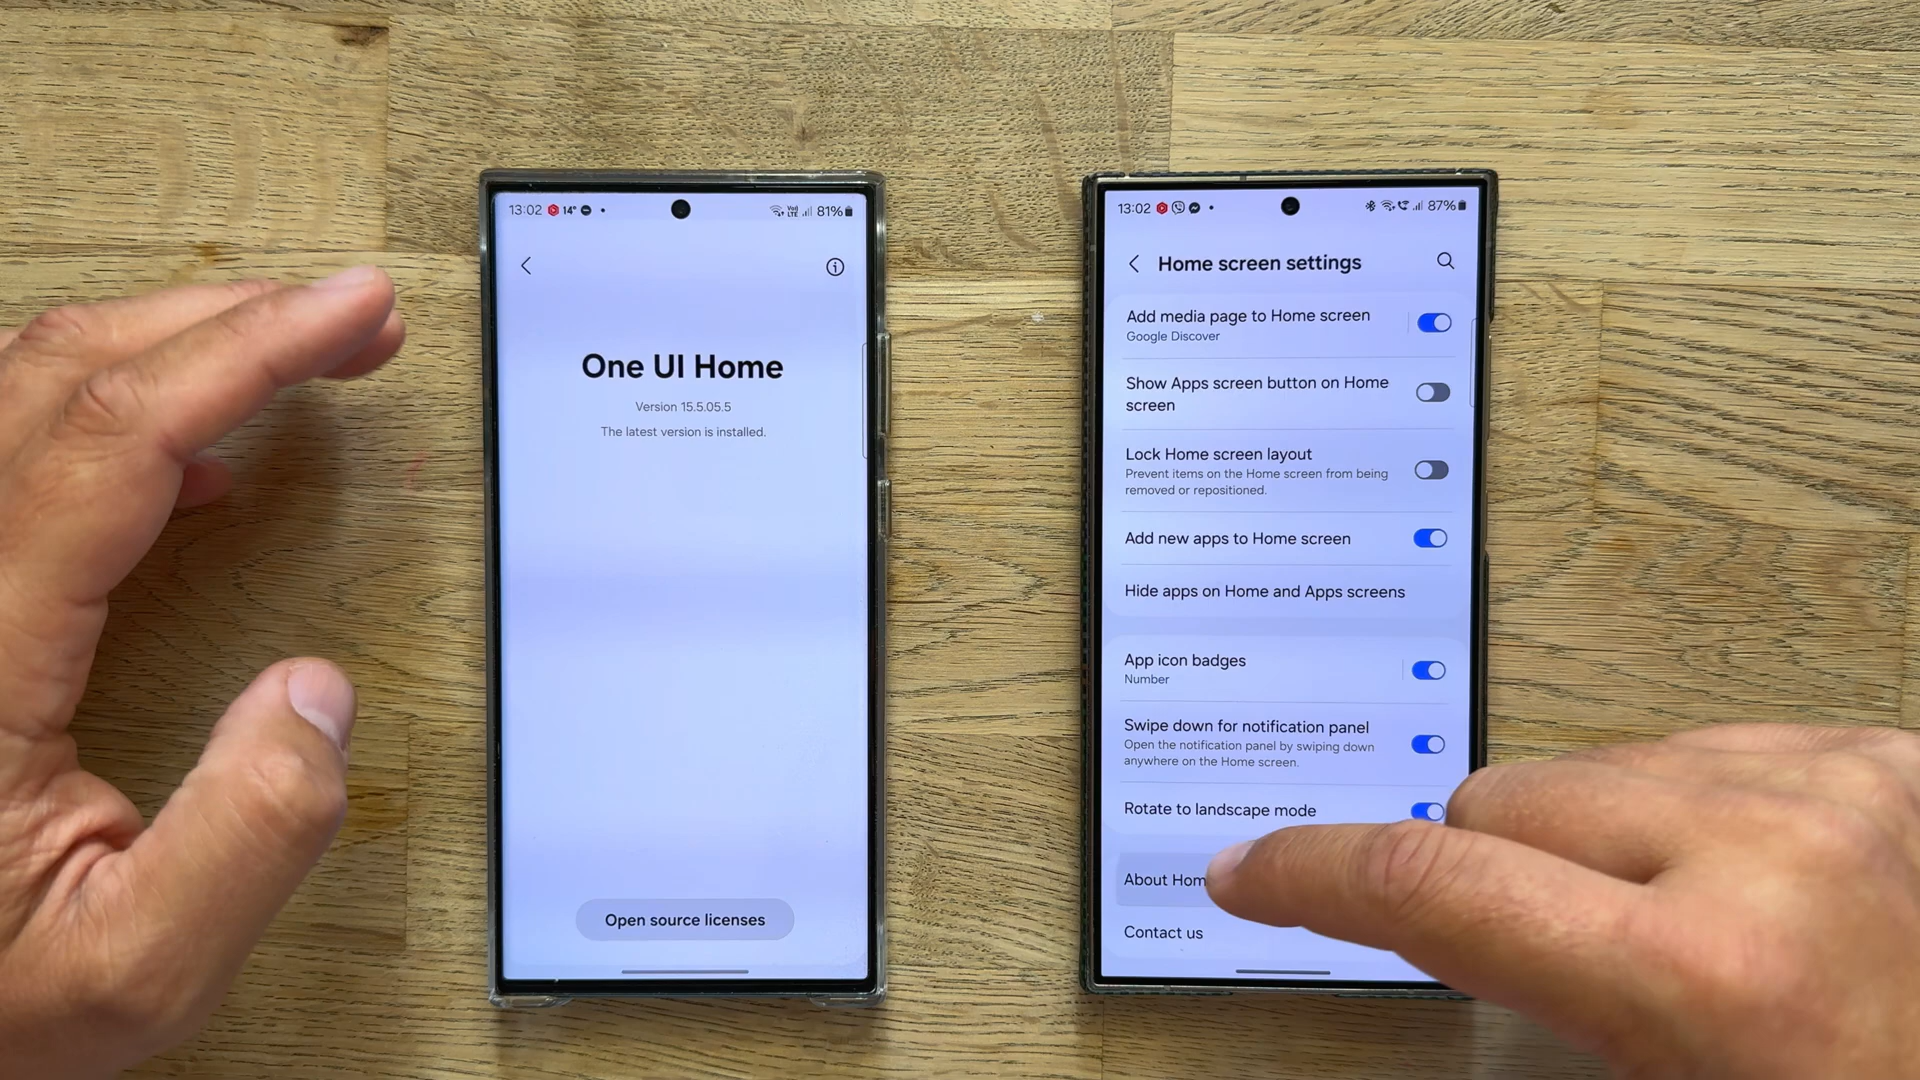 13:02 14° VoI LTE 81%
One UI Home
Version 15.5.05.5
The latest version is installed.
Open source licenses
13:02 87%
Home screen settings
Add media page to Home screen
Google Discover
Show Apps screen button on Home
screen
Lock Home screen layout
Prevent items on the Home screen from being
removed or repositioned.
Add new apps to Home screen
Hide apps on Home and Apps screens
App icon badges
Number
Swipe down for notification panel
Open the notification panel by swiping down
anywhere on the Home screen.
Rotate to landscape mode
About Hom
Contact us